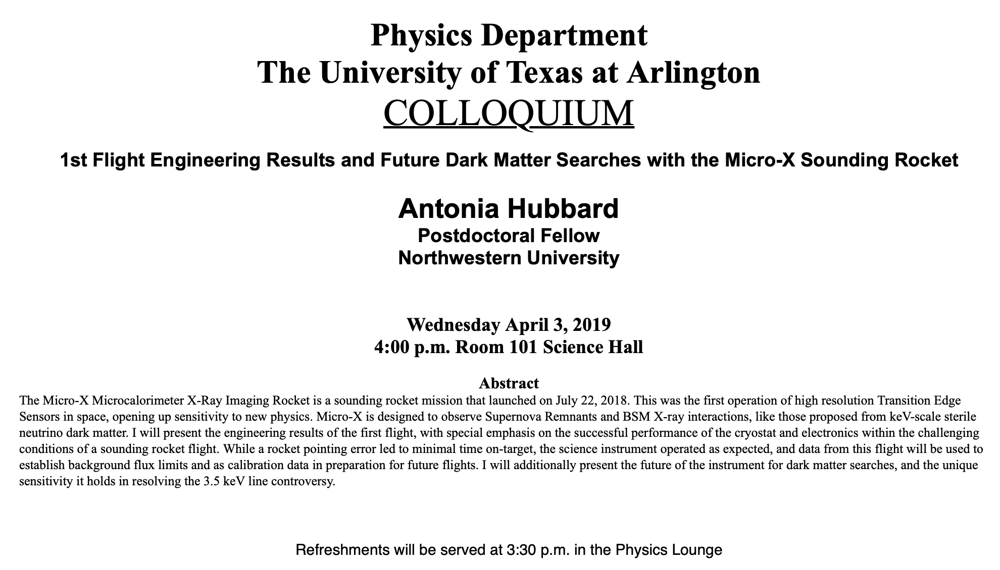 Physics Department
The University of Texas at Arlington
COLLOQUIUM
1st Flight Engineering Results and Future Dark Matter Searches with the Micro-X Sounding Rocket
Antonia Hubbard
Postdoctoral Fellow
Northwestern University
Wednesday April 3, 2019
4:00 p.m. Room 101 Science Hall
Abstract
The Micro-X Microcalorimeter X-Ray Imaging Rocket is a sounding rocket mission that launched on July 22, 2018. This was the first operation of high resolution Transition Edge
Sensors in space, opening up sensitivity to new physics. Micro-X is designed to observe Supernova Remnants and BSM X-ray interactions, like those proposed from keV-scale sterile
neutrino dark matter. I will present the engineering results of the first flight, with special emphasis on the successful performance of the cryostat and electronics within the challenging
conditions of a sounding rocket flight. While a rocket pointing error led to minimal time on-target, the science instrument operated as expected, and data from this flight will be used to
establish background flux limits and as calibration data in preparation for future flights. I will additionally present the future of the instrument for dark matter searches, and the unique
sensitivity it holds in resolving the 3.5 keV line controversy.
Refreshments will be served at 3:30 p.m. in the Physics Lounge